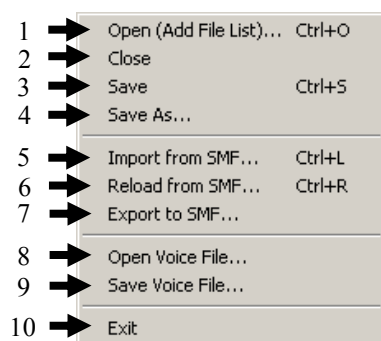 1 Open (Add File List)... Ctrl+O
2 Close
3 Save Ctrl+S
4 Save As...
5 Import from SMF... Ctrl+L
6 Reload from SMF... Ctrl+R
7 Export to SMF...
8 Open Voice File...
9 Save Voice File...
10 Exit